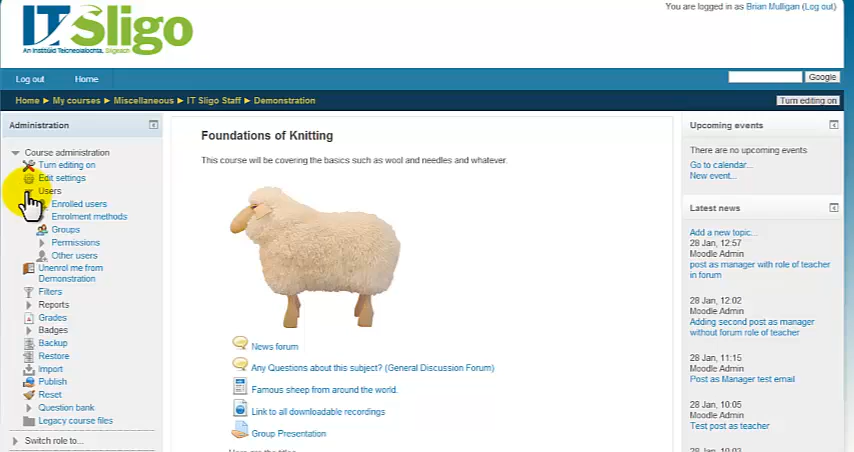 You are logged in as Brian Mulligan (Log out)
IT Sligo
An Institiúid Teicneolaíochta, Sligeach
Log out Home
Google
Home ► My courses ► Miscellaneous ► IT Sligo Staff ► Demonstration
Turn editing on
Administration
Course administration
Turn editing on
Edit settings
Users
Enrolled users
Enrolment methods
Groups
Permissions
Other users
Unenrol me from
Demonstration
Filters
Reports
Grades
Badges
Backup
Restore
Import
Publish
Reset
Question bank
Legacy course files
Switch role to...
Foundations of Knitting
This course will be covering the basics such as wool and needles and whatever.
News forum
Any Questions about this subject? (General Discussion Forum)
Famous sheep from around the world.
Link to all downloadable recordings
Group Presentation
Here are the titles
Upcoming events
There are no upcoming events
Go to calendar...
New event...
Latest news
Add a new topic...
28 Jan, 12:57
Moodle Admin
post as manager with role of teacher
in forum
28 Jan, 12:02
Moodle Admin
Adding second post as manager
without forum role of teacher
28 Jan, 11:15
Moodle Admin
Post as Manager test email
28 Jan, 10:05
Moodle Admin
Test post as teacher